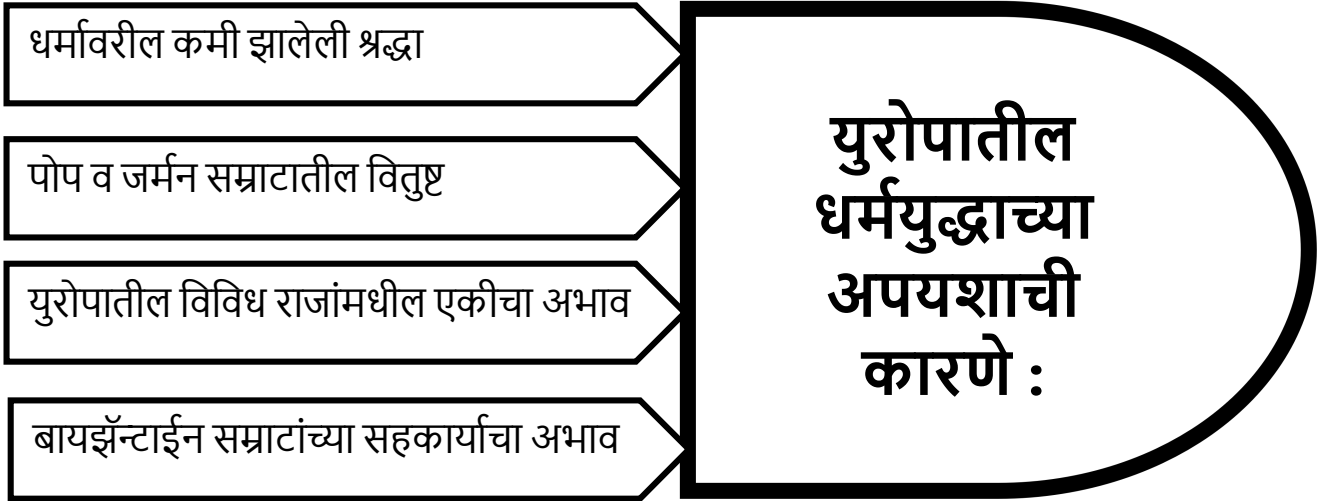 धर्मावरील कमी झालेली श्रद्धा
पोप व जर्मन सम्राटातील वितुष्ट
युरोपातील विविध राजांमधील एकीचा अभाव
बायझॅन्टाईन सम्राटांच्या सहकार्याचा अभाव
युरोपातील
धर्मयुद्धाच्या
अपयशाची
कारणे :